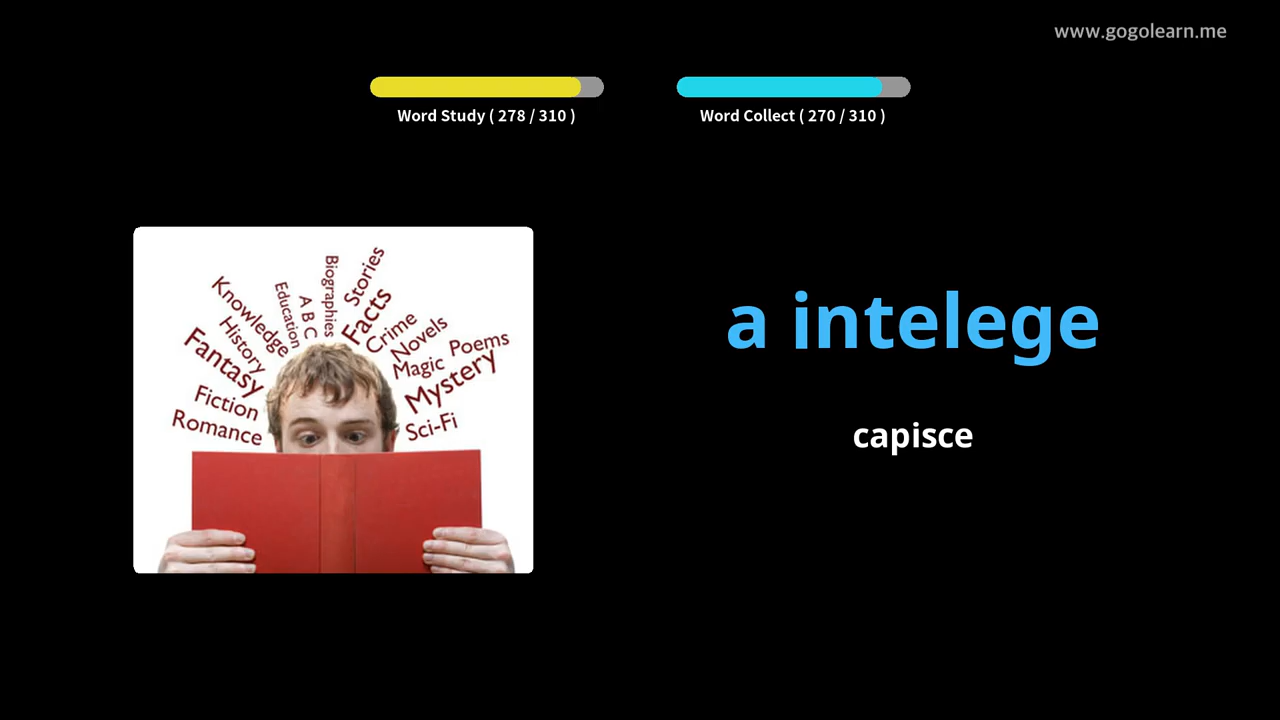 www.gogolearn.me
Word Study ( 278 / 310 )
Word Collect ( 270 / 310 )
Knowledge
Education
A B C
Biographies
Stories
Facts
Crime
Novels
Poems
History
Fantasy
Magic
Mystery
Fiction
Romance
Sci-Fi
a intelege
capisce